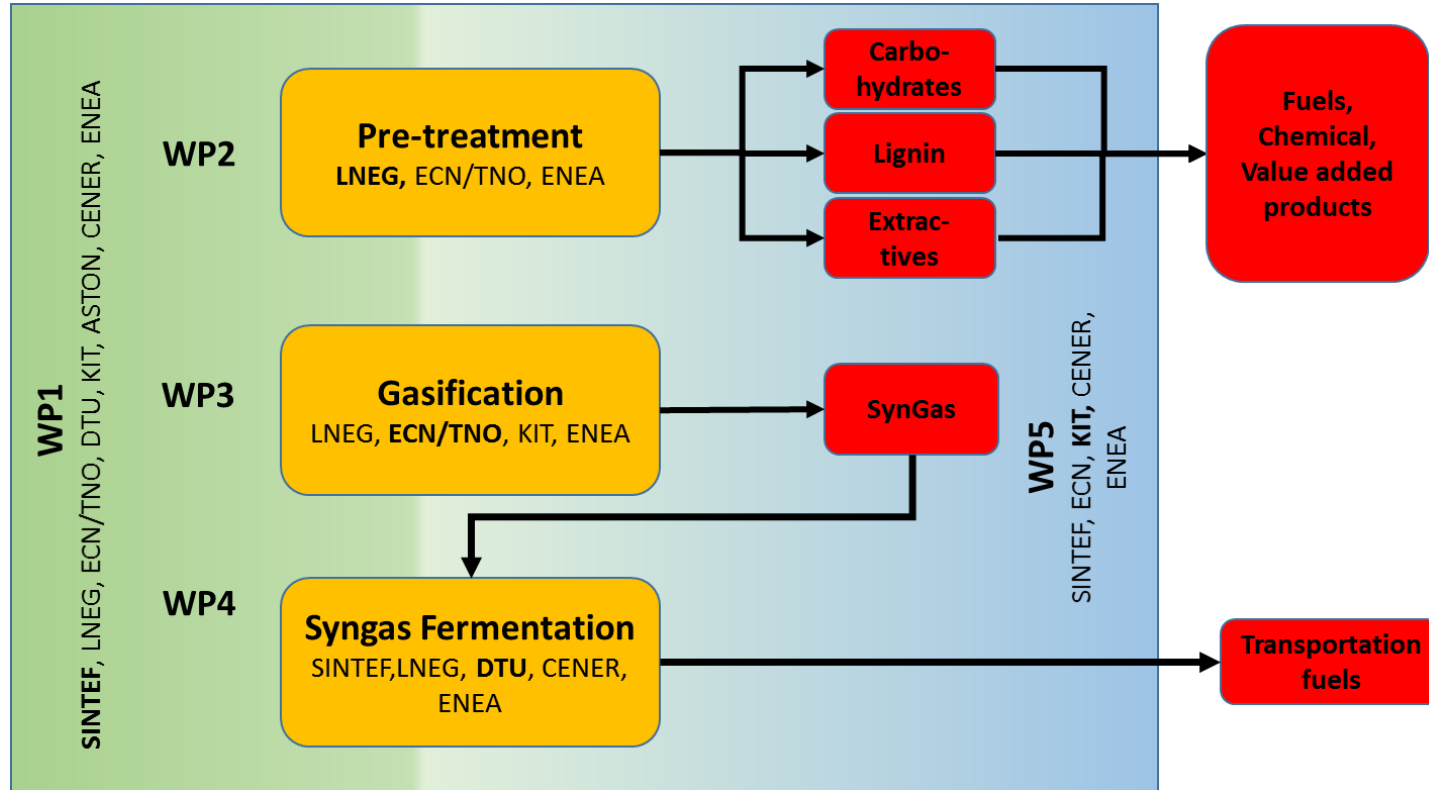 WP1
SINTEF, LNEG, ECN/TNO, DTU, KIT, ASTON, CENER, ENEA
WP2
Pre-treatment
LNEG, ECN/TNO, ENEA
Carbo-
hydrates
Lignin
Extrac-
tives
Fuels,
Chemical,
Value added
products
WP3
Gasification
LNEG, ECN/TNO, KIT, ENEA
SynGas
WP5
SINTEF, ECN, KIT, CENER,
ENEA
WP4
Syngas Fermentation
SINTEF,LNEG, DTU, CENER,
ENEA
Transportation
fuels